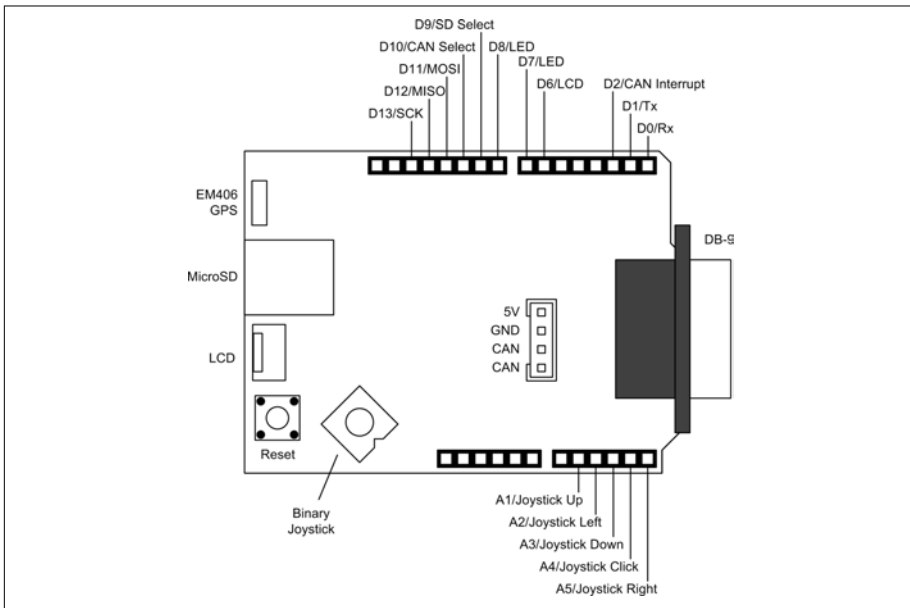 D9/SD Select
D10/CAN Select
D8/LED
D11/MOSI
D7/LED
D12/MISO
D6/LCD
D2/CAN Interrupt
D13/SCK
D1/Tx
D0/Rx
EM406
GPS
DB-9
MicroSD
5V
GND
CAN
CAN
LCD
Reset
Binary
Joystick
A1/Joystick Up
A2/Joystick Left
A3/Joystick Down
A4/Joystick Click
A5/Joystick Right